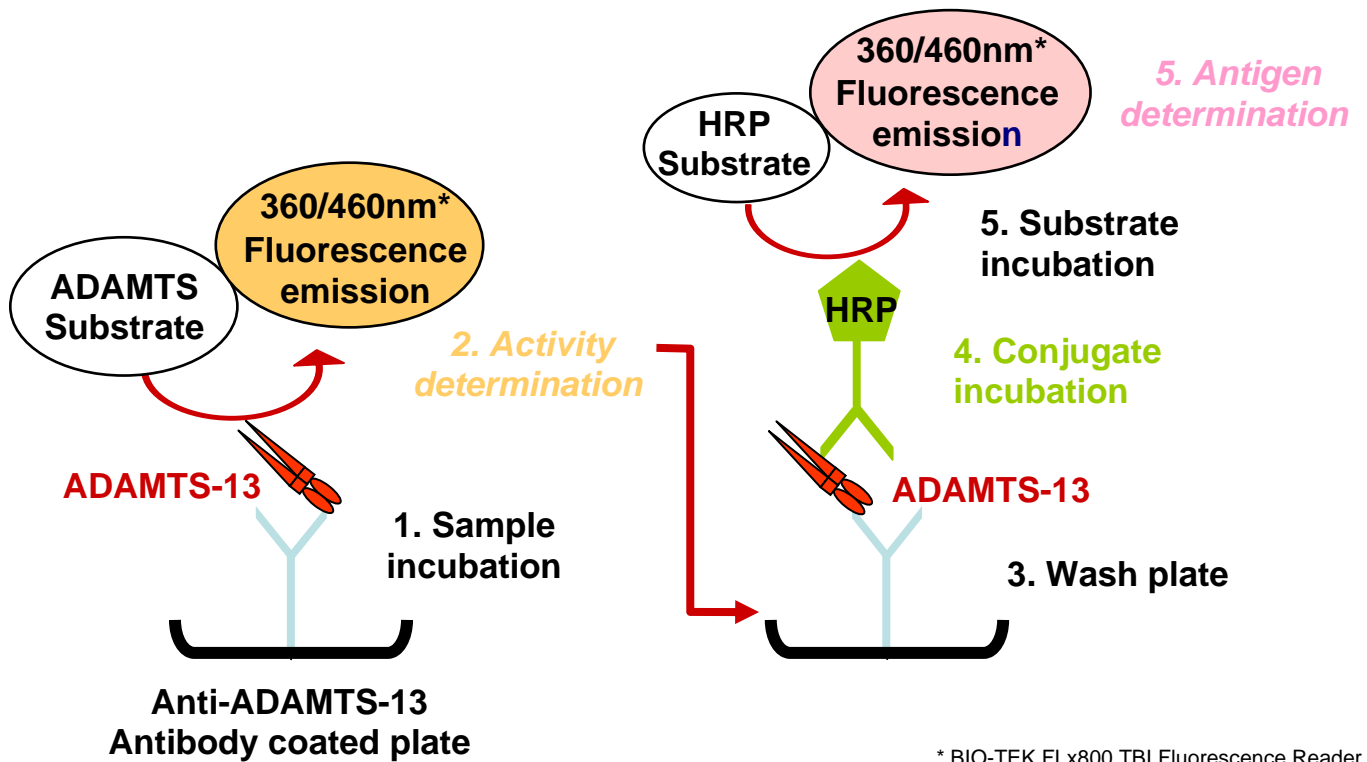 360/460nm*
Fluorescence
emission
ADAMTS
Substrate
2. Activity
determination
ADAMTS-13
1. Sample
incubation
Anti-ADAMTS-13
Antibody coated plate
360/460nm*
Fluorescence
emission
HRP
Substrate
5. Antigen
determination
5. Substrate
incubation
HRP
4. Conjugate
incubation
ADAMTS-13
3. Wash plate
* BIO-TEK FLx800 TBI Fluorescence Reader